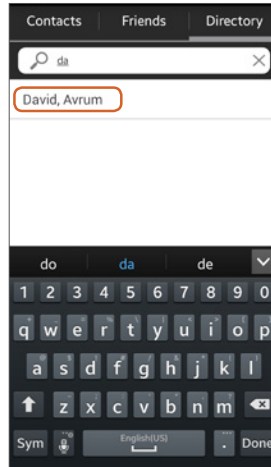 Contacts Friends Directory
da
David, Avrum
do da de
1 2 3 4 5 6 7 8 9 0
q w e r t y u i o p
a s d f g h j k l
z x c v b n m
Sym English(US) . Done